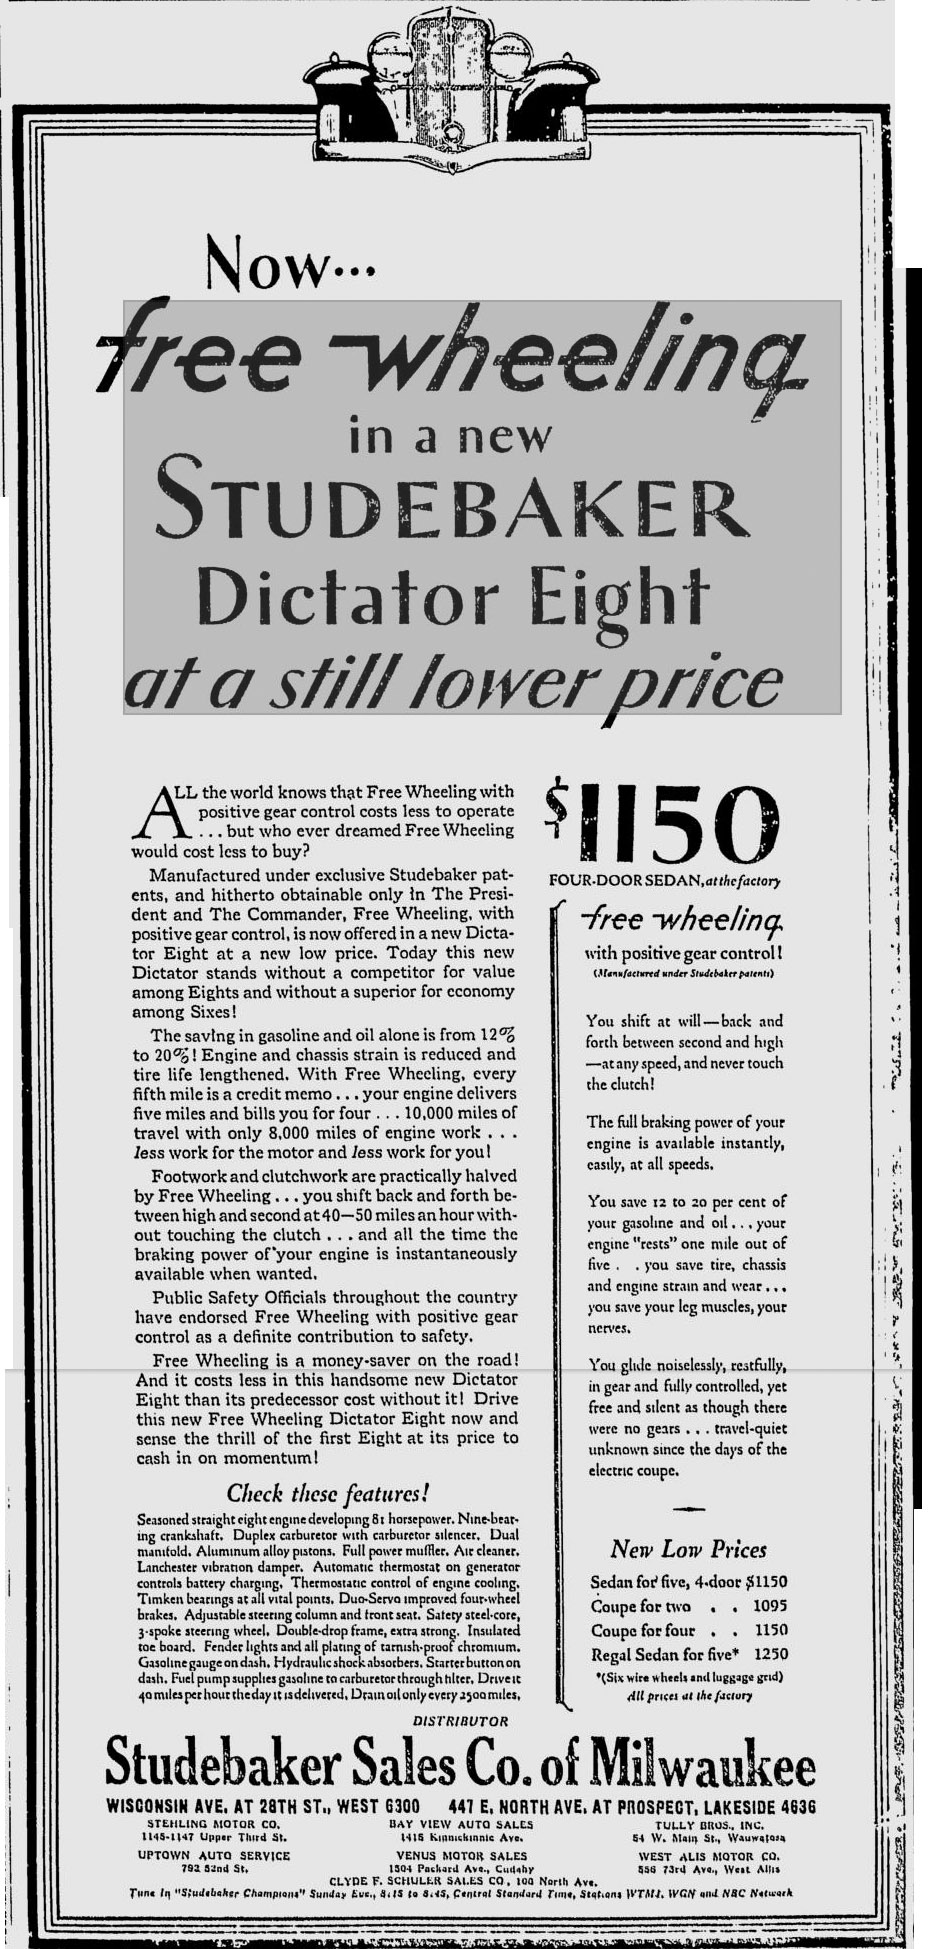 Now...
free wheeling
in a new
STUDEBAKER
Dictator Eight
at a still lower price
ALL the world knows that Free Wheeling with
positive gear control costs less to operate
... but who ever dreamed Free Wheeling
would cost less to buy?
Manufactured under exclusive Studebaker pat-
ents, and hitherto obtainable only in The Presi-
dent and The Commander, Free Wheeling, with
positive gear control, is now offered in a new Dicta-
tor Eight at a new low price. Today this new
Dictator stands without a competitor for value
among Eights and without a superior for economy
among Sixes!
The saving in gasoline and oil alone is from 12%
to 20%! Engine and chassis strain is reduced and
tire life lengthened. With Free Wheeling, every
fifth mile is a credit memo ... your engine delivers
five miles and bills you for four ... 10,000 miles of
travel with only 8,000 miles of engine work ...
less work for the motor and less work for you!
Footwork and clutchwork are practically halved
by Free Wheeling ... you shift back and forth be-
tween high and second at 40—50 miles an hour with-
out touching the clutch ... and all the time the
braking power of your engine is instantaneously
available when wanted.
Public Safety Officials throughout the country
have endorsed Free Wheeling with positive gear
control as a definite contribution to safety.
Free Wheeling is a money-saver on the road!
And it costs less in this handsome new Dictator
Eight than its predecessor cost without it! Drive
this new Free Wheeling Dictator Eight now and
sense the thrill of the first Eight at its price to
cash in on momentum!
Check these features!
Seasoned straight eight engine developing 81 horsepower. Nine-bear-
ing crankshaft. Duplex carburetor with carburetor silencer. Dual
manifold. Aluminum alloy pistons. Full power muffler. Air cleaner.
Lanchester vibration damper. Automatic thermostat on generator
controls battery charging. Thermostatic control of engine cooling.
Timken bearings at all vital points. Duo-Servo improved four-wheel
brakes. Adjustable steering column and front seat. Safety steel-core,
3-spoke steering wheel. Double-drop frame, extra strong. Insulated
toe board. Fender lights and all plating of tarnish-proof chromium.
Gasoline gauge on dash. Hydraulic shock absorbers. Starter button on
dash. Fuel pump supplies gasoline to carburetor through filter. Drive it
40 miles per hour the day it is delivered. Drain oil only every 2500 miles.
$1150
FOUR-DOOR SEDAN, at the factory
free wheeling
with positive gear control!
(Manufactured under Studebaker patents)
You shift at will—back and
forth between second and high
—at any speed, and never touch
the clutch!
The full braking power of your
engine is available instantly,
easily, at all speeds.
You save 12 to 20 per cent of
your gasoline and oil ... your
engine "rests" one mile out of
five . . you save tire, chassis
and engine strain and wear ...
you save your leg muscles, your
nerves.
You glide noiselessly, restfully,
in gear and fully controlled, yet
free and silent as though there
were no gears ... travel-quiet
unknown since the days of the
electric coupe.
New Low Prices
Sedan for five, 4-door $1150
Coupe for two . . 1095
Coupe for four . . 1150
Regal Sedan for five* 1250
*(Six wire wheels and luggage grid)
All prices at the factory
DISTRIBUTOR
Studebaker Sales Co. of Milwaukee
WISCONSIN AVE. AT 28TH ST., WEST 6300 447 E. NORTH AVE. AT PROSPECT, LAKESIDE 4636
STEHLING MOTOR CO. BAY VIEW AUTO SALES TULLY BROS., INC.
1145-1147 Upper Third St. 1415 Kinnickinnic Ave. 54 W. Main St., Wauwatosa
UPTOWN AUTO SERVICE VENUS MOTOR SALES WEST ALIS MOTOR CO.
792 52nd St. 1504 Packard Ave., Cudahy 556 73rd Ave., West Allis
CLYDE F. SCHULER SALES CO., 100 North Ave.
Tune In "Studebaker Champions" Sunday Eve., 8:15 to 8:45, Central Standard Time, Stations WTMJ, WGN and NBC Network